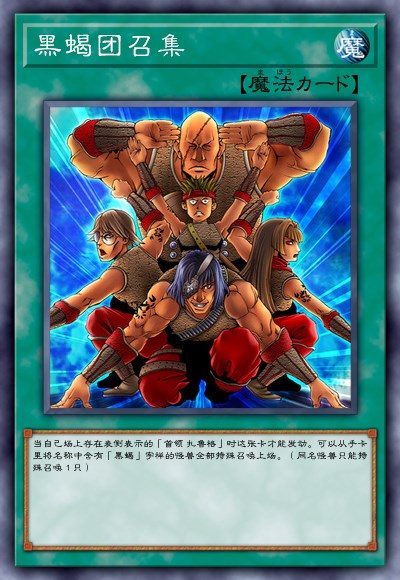 黑蝎团召集
魔
【魔法カード】
当自己场上存在表侧表示的「首领 扎鲁格」时这张卡才能发动。可以从手卡
里将名称中含有「黑蝎」字样的怪兽全部特殊召唤上场。（同名怪兽只能特
殊召唤1只）